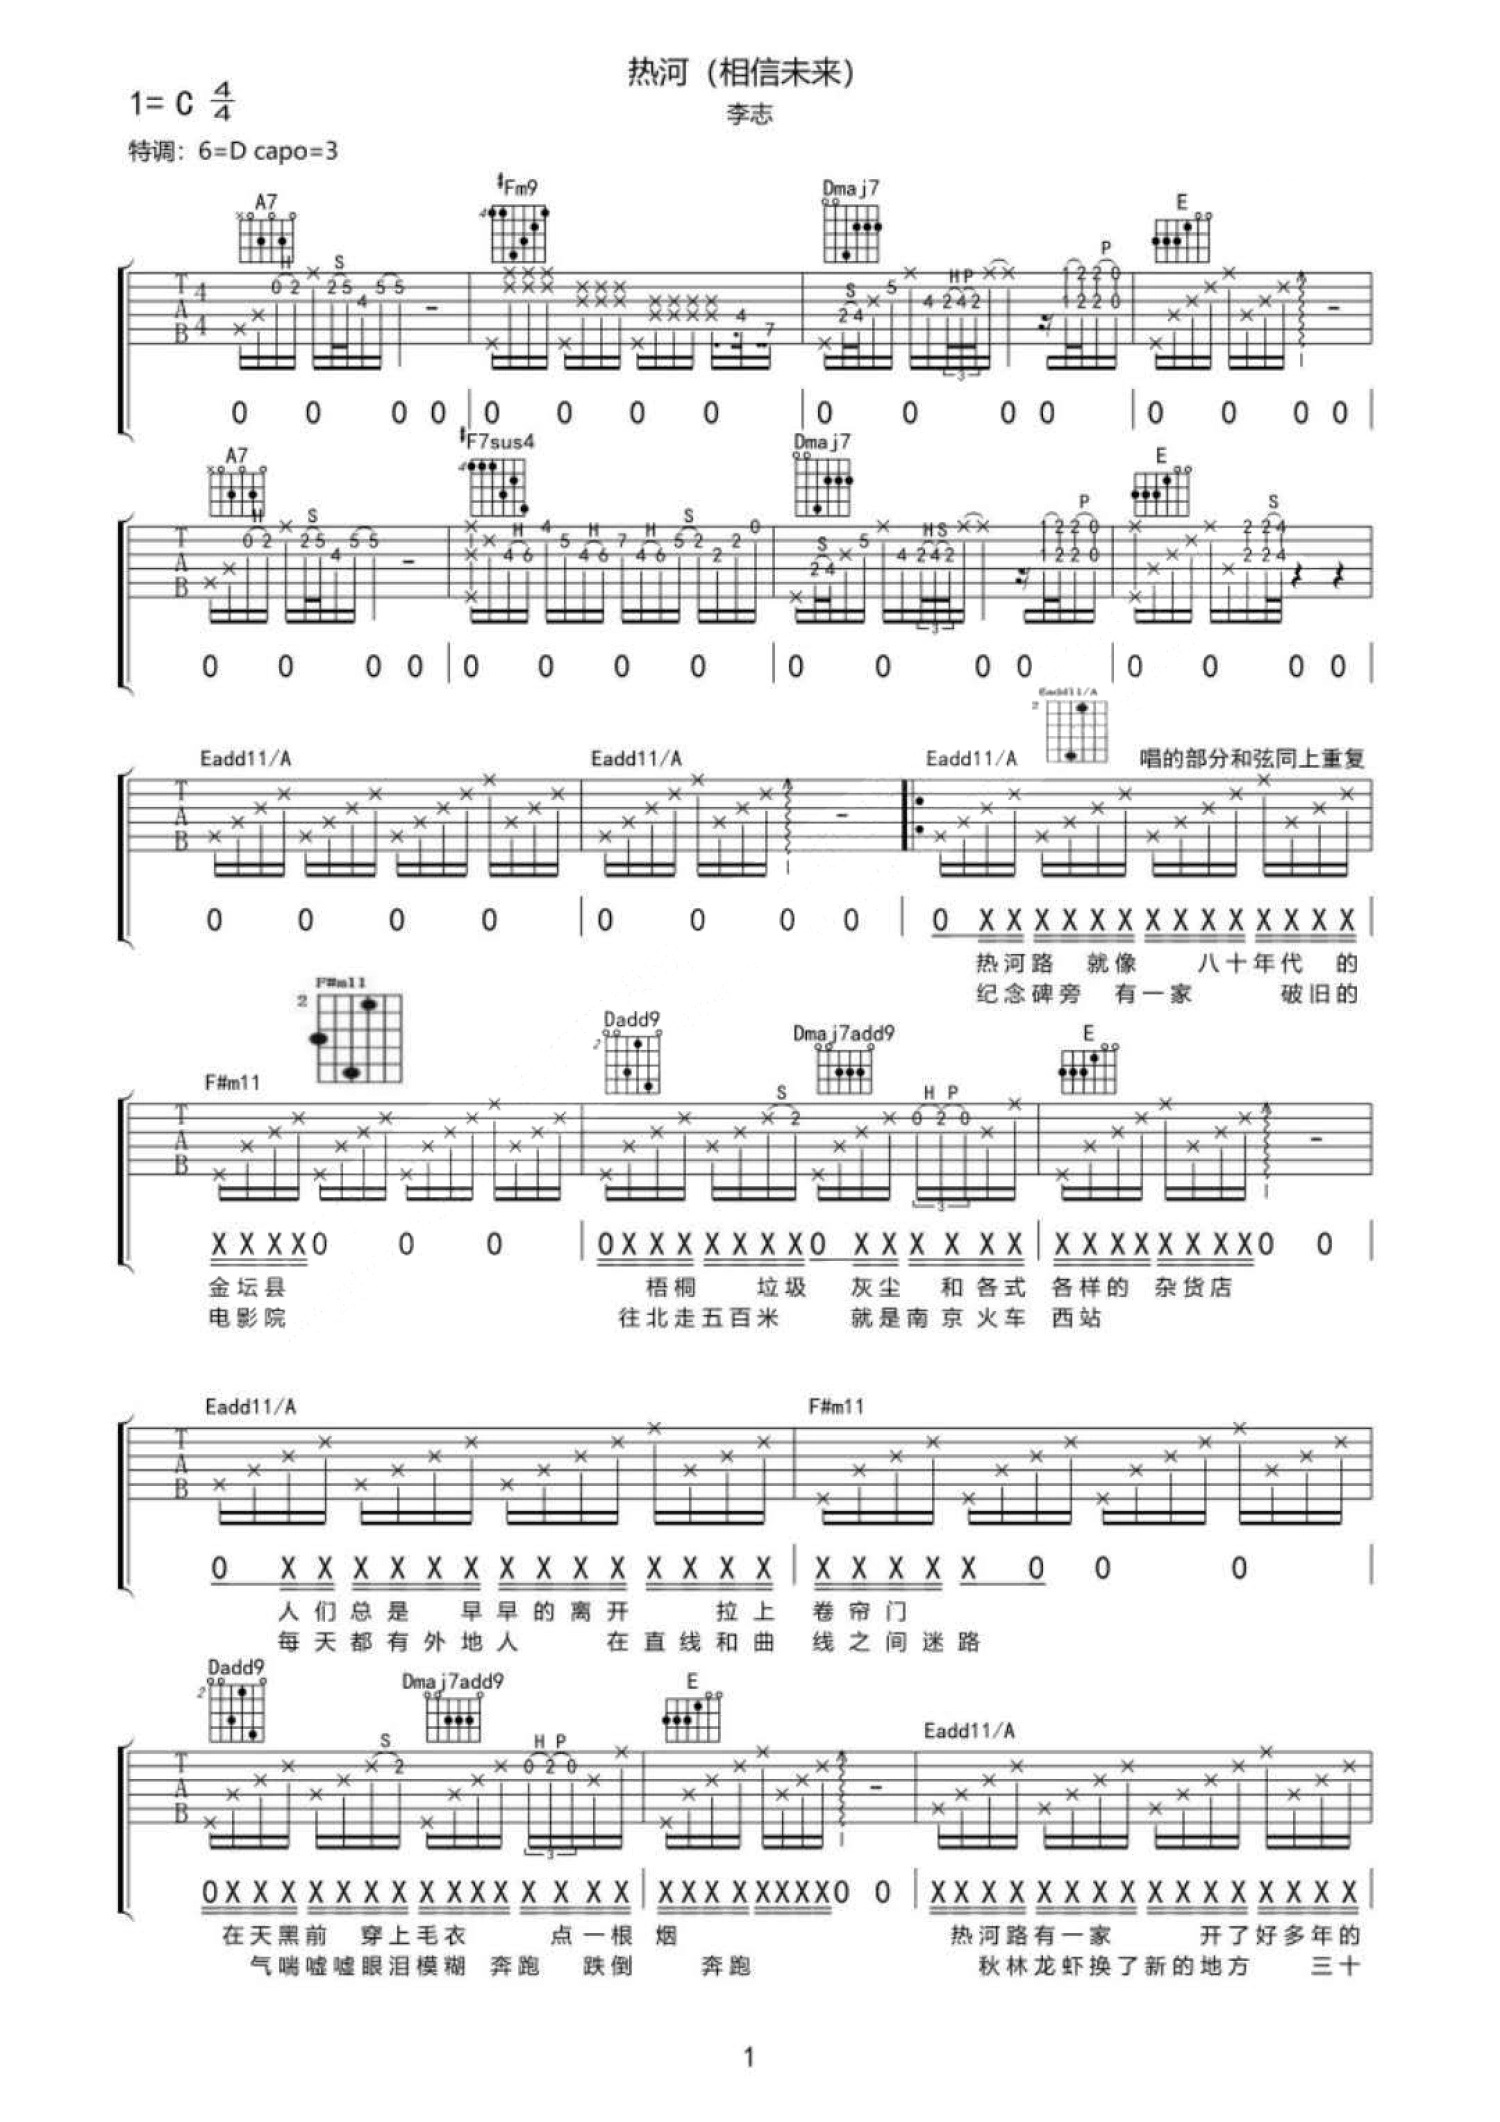 热河（相信未来）
李志
1= C 4/4
特调：6=D capo=3
A7 #Fm9 Dmaj7 E
0 0 0 0 0 0 0 0 0 0 0 0 0 0 0 0
A7 #F7sus4 Dmaj7 E
0 0 0 0 0 0 0 0 0 0 0 0 0 0 0 0
Eadd11/A
Eadd11/A Eadd11/A Eadd11/A 唱的部分和弦同上重复
0 0 0 0 0 0 0 0 0 X X X X X X X X X X X X X X
热河路 就像 八十年代 的
纪念碑旁 有一家 破旧的
F#m11
F#m11 Dadd9 Dmaj7add9 E
X X X X 0 0 0 0 X X X X X X X 0 X X X X X X X X X X X X X X 0 0
金坛县 梧桐 垃圾 灰尘 和各式 各样的 杂货店
电影院 往北走五百米 就是南京火车 西站
Eadd11/A F#m11
0 X X X X X X X X X X X X X X X X X X X 0 0 0
人们总是 早早的离开 拉上 卷帘门
每天都有外地人 在直线和曲 线之间迷路
Dadd9 Dmaj7add9 E Eadd11/A
0 X X X X X X X X X X X X X X X X X X X X X X X 0 0 X X X X X X X X X X X X X X X X
在天黑前 穿上毛衣 点一根 烟 热河路有一家 开了好多年的
气喘嘘嘘眼泪模糊 奔跑 跌倒 奔跑 秋林龙虾换了新的地方 三十
1